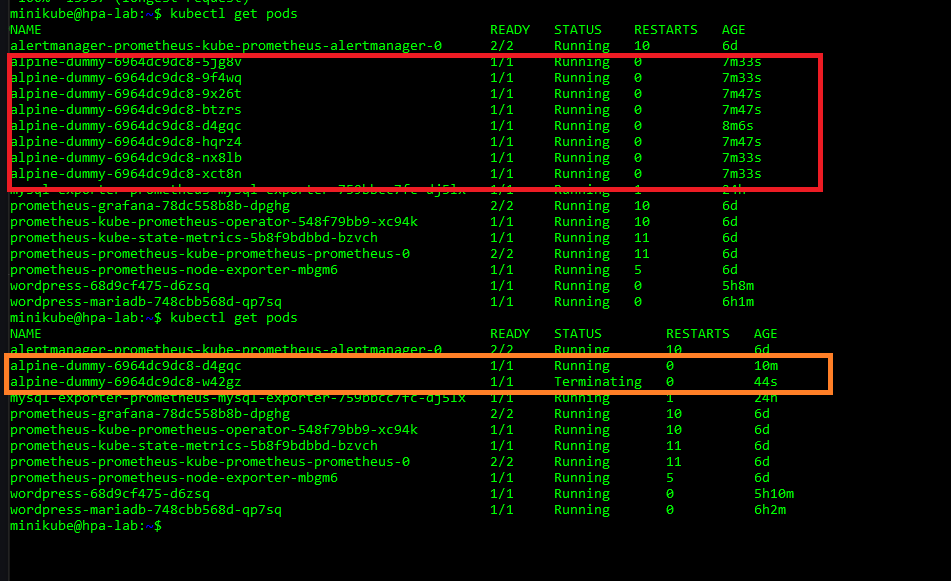 100% 15957 (longest request)
minikube@hpa-lab:~$ kubectl get pods
NAME READY STATUS RESTARTS AGE
alertmanager-prometheus-kube-prometheus-alertmanager-0 2/2 Running 10 6d
alpine-dummy-6964dc9dc8-5jg8v 1/1 Running 0 7m33s
alpine-dummy-6964dc9dc8-9f4wq 1/1 Running 0 7m33s
alpine-dummy-6964dc9dc8-9x26t 1/1 Running 0 7m47s
alpine-dummy-6964dc9dc8-btzrs 1/1 Running 0 7m47s
alpine-dummy-6964dc9dc8-d4gqc 1/1 Running 0 8m6s
alpine-dummy-6964dc9dc8-hqrz4 1/1 Running 0 7m47s
alpine-dummy-6964dc9dc8-nx8lb 1/1 Running 0 7m33s
alpine-dummy-6964dc9dc8-xct8n 1/1 Running 0 7m33s
mysql-exporter-prometheus-mysql-exporter-759bbcc7fc-dj5lx 1/1 Running 1 24h
prometheus-grafana-78dc558b8b-dpghg 2/2 Running 10 6d
prometheus-kube-prometheus-operator-548f79bb9-xc94k 1/1 Running 10 6d
prometheus-kube-state-metrics-5b8f9bdbbd-bzvch 1/1 Running 11 6d
prometheus-prometheus-kube-prometheus-prometheus-0 2/2 Running 11 6d
prometheus-prometheus-node-exporter-mbgm6 1/1 Running 5 6d
wordpress-68d9cf475-d6zsq 1/1 Running 0 5h8m
wordpress-mariadb-748cbb568d-qp7sq 1/1 Running 0 6h1m
minikube@hpa-lab:~$ kubectl get pods
NAME READY STATUS RESTARTS AGE
alertmanager-prometheus-kube-prometheus-alertmanager-0 2/2 Running 10 6d
alpine-dummy-6964dc9dc8-d4gqc 1/1 Running 0 10m
alpine-dummy-6964dc9dc8-w42gz 1/1 Terminating 0 44s
mysql-exporter-prometheus-mysql-exporter-759bbcc7fc-dj5lx 1/1 Running 1 24h
prometheus-grafana-78dc558b8b-dpghg 2/2 Running 10 6d
prometheus-kube-prometheus-operator-548f79bb9-xc94k 1/1 Running 10 6d
prometheus-kube-state-metrics-5b8f9bdbbd-bzvch 1/1 Running 11 6d
prometheus-prometheus-kube-prometheus-prometheus-0 2/2 Running 11 6d
prometheus-prometheus-node-exporter-mbgm6 1/1 Running 5 6d
wordpress-68d9cf475-d6zsq 1/1 Running 0 5h10m
wordpress-mariadb-748cbb568d-qp7sq 1/1 Running 0 6h2m
minikube@hpa-lab:~$